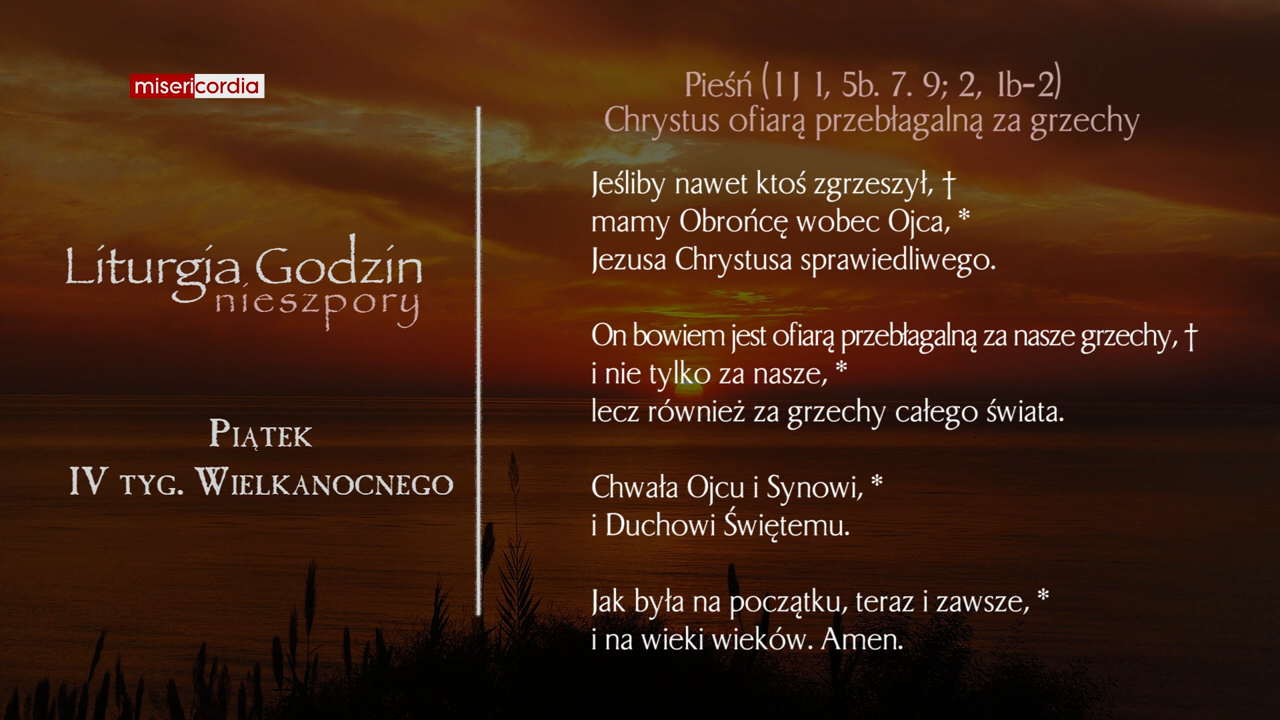 misericordia
Liturgia Godzin
nieszpory
Piątek
IV tyg. Wielkanocnego
Pieśń (1 J 1, 5b. 7. 9; 2, 1b-2)
Chrystus ofiarą przebłagalną za grzechy
Jeśliby nawet ktoś zgrzeszył, †
mamy Obrońcę wobec Ojca, *
Jezusa Chrystusa sprawiedliwego.
On bowiem jest ofiarą przebłagalną za nasze grzechy, †
i nie tylko za nasze, *
lecz również za grzechy całego świata.
Chwała Ojcu i Synowi, *
i Duchowi Świętemu.
Jak była na początku, teraz i zawsze, *
i na wieki wieków. Amen.